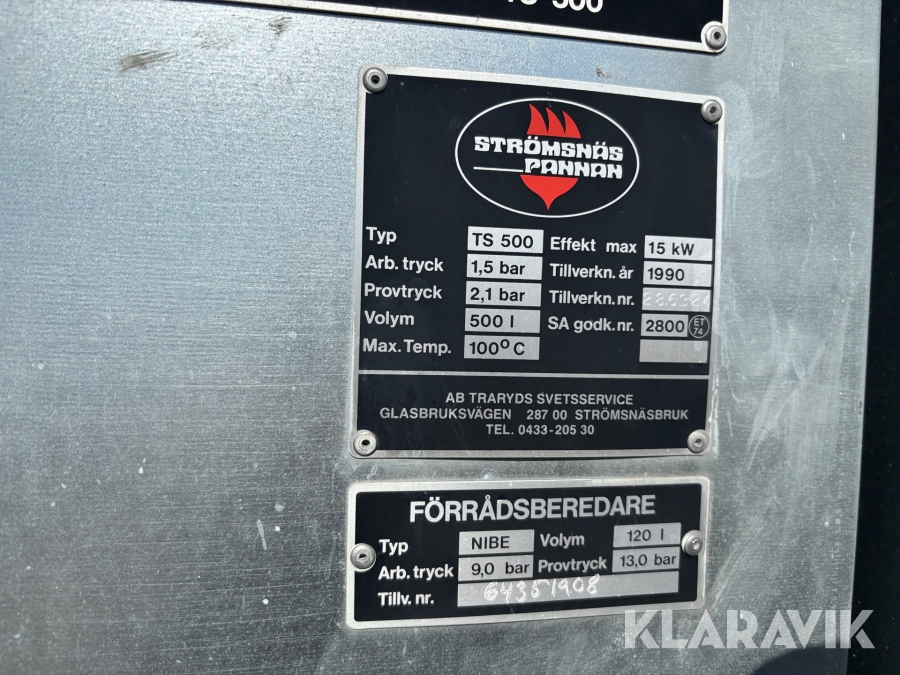 TS 500
STRÖMSNÄS
PANNAN
Typ TS 500 Effekt max 15 kW
Arb. tryck 1,5 bar Tillverkn. år 1990
Provtryck 2,1 bar Tillverkn. nr.
Volym 500 l SA godk. nr. 2800 ET 74
Max. Temp. 100° C
AB TRARYDS SVETSSERVICE
GLASBRUKSVÄGEN 287 00 STRÖMSNÄSBRUK
TEL. 0433-205 30
FÖRRÅDSBEREDARE
Typ NIBE Volym 120 l
Arb. tryck 9,0 bar Provtryck 13,0 bar
Tillv. nr. 64351908
KLARAVIK